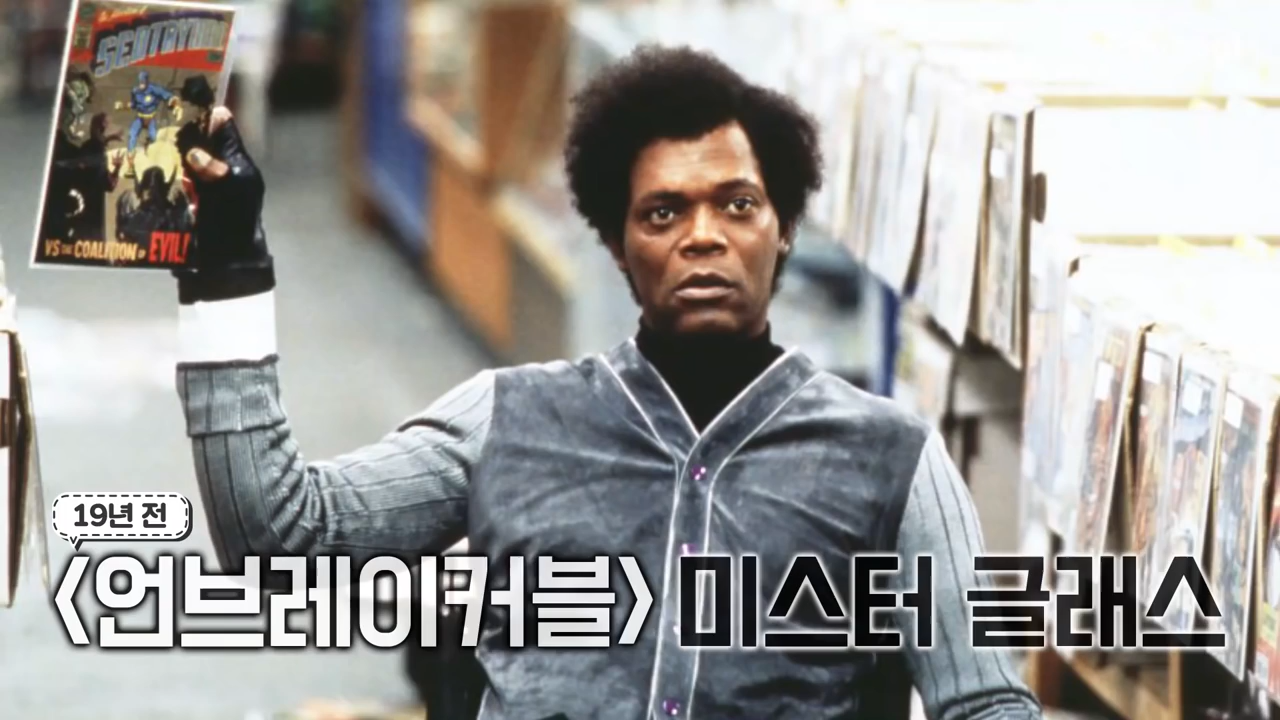 SENTRYMAN
VS THE COALITION OF EVIL!
19년 전
<언브레이커블> 미스터 글래스